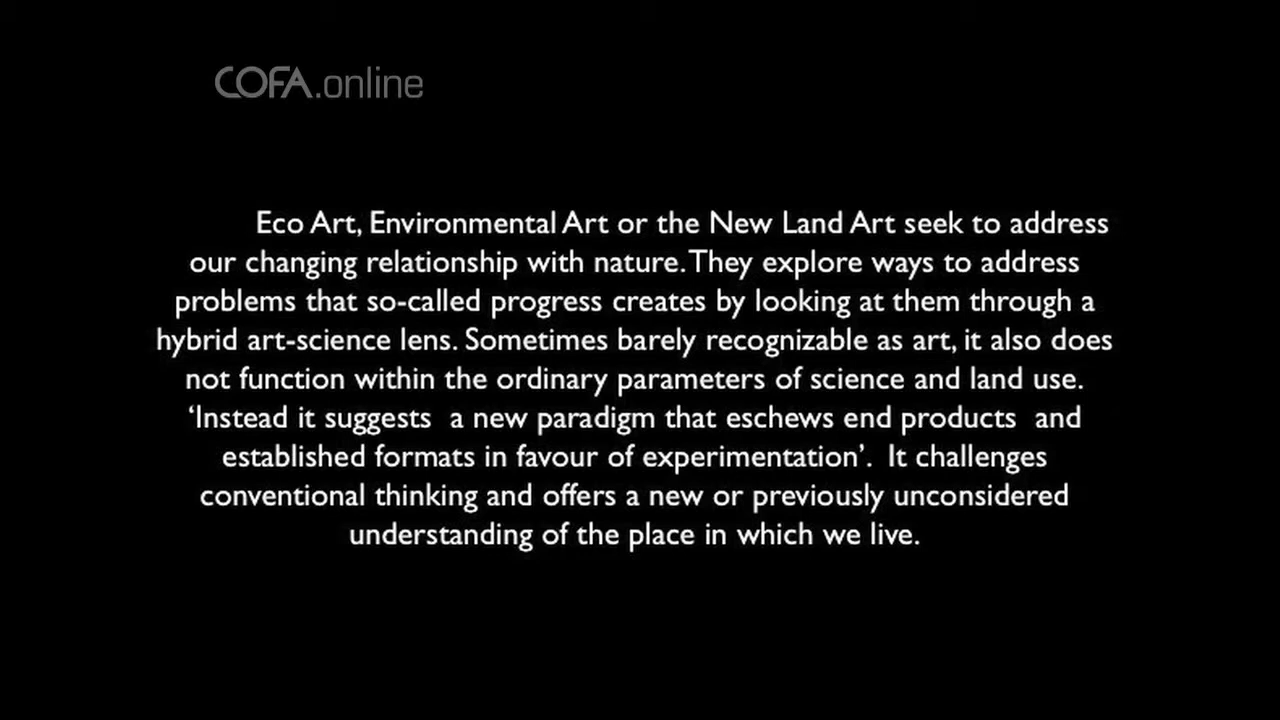 COFA.online
Eco Art, Environmental Art or the New Land Art seek to address
our changing relationship with nature. They explore ways to address
problems that so-called progress creates by looking at them through a
hybrid art-science lens. Sometimes barely recognizable as art, it also does
not function within the ordinary parameters of science and land use.
‘Instead it suggests  a new paradigm that eschews end products  and
established formats in favour of experimentation’.  It challenges
conventional thinking and offers a new or previously unconsidered
understanding of the place in which we live.